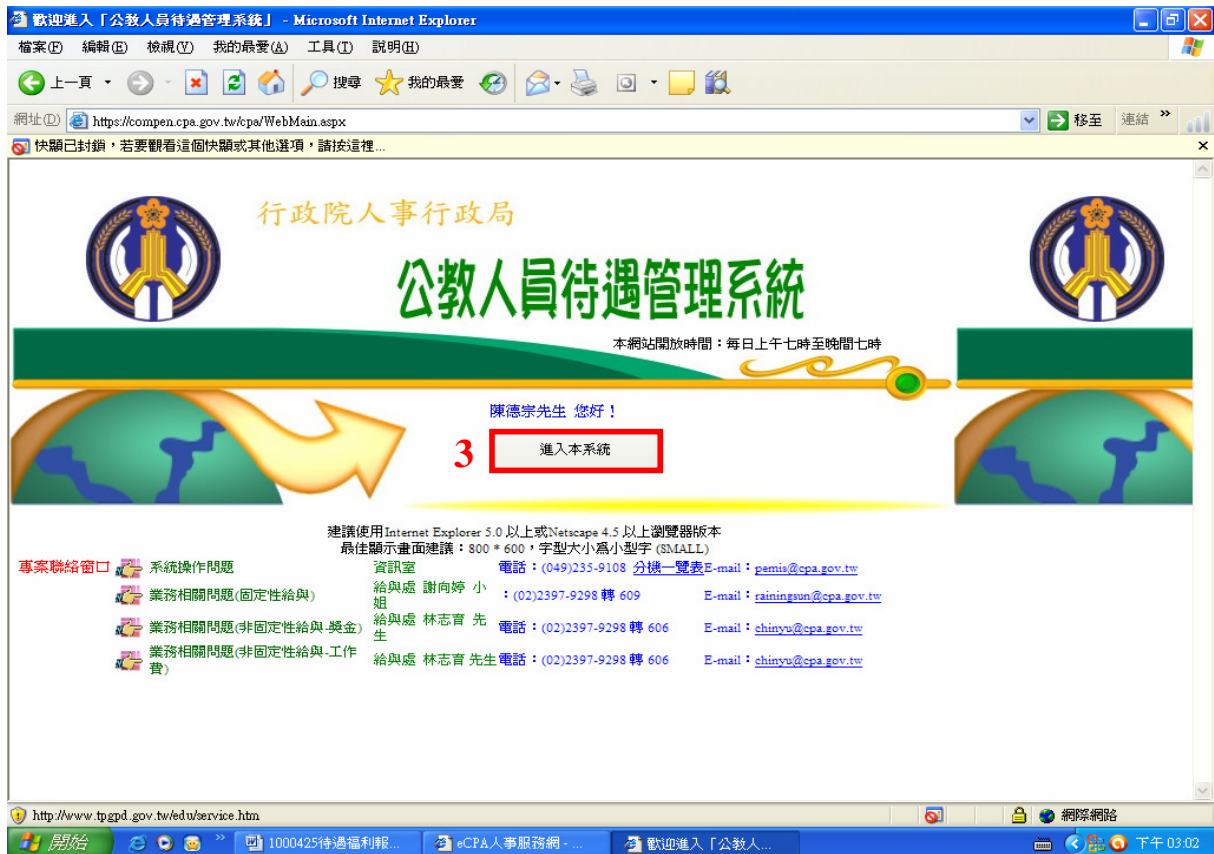 歡迎進入「公教人員待遇管理系統」 - Microsoft Internet Explorer
檔案(F) 編輯(E) 檢視(V) 我的最愛(A) 工具(T) 說明(H)
上一頁 搜尋 我的最愛
網址(D) https://compen.cpa.gov.tw/cpa/WebMain.aspx 移至 連結 »
快顯已封鎖，若要觀看這個快顯或其他選項，請按這裡...
行政院人事行政局
公教人員待遇管理系統
本網站開放時間：每日上午七時至晚間七時
陳德宗先生 您好！
3 進入本系統
建議使用Internet Explorer 5.0 以上或Netscape 4.5 以上瀏覽器版本
最佳顯示畫面建議：800 * 600，字型大小為小型字 (SMALL)
專案聯絡窗口 系統操作問題 資訊室 電話：(049)235-9108 分機一覽表E-mail：pemis@cpa.gov.tw
業務相關問題(固定性給與) 給與處 謝向婷 小姐 ：(02)2397-9298 轉 609 E-mail：rainingsun@cpa.gov.tw
業務相關問題(非固定性給與-獎金) 給與處 林志育 先生 電話：(02)2397-9298 轉 606 E-mail：chinyu@cpa.gov.tw
業務相關問題(非固定性給與-工作費) 給與處 林志育 先生 電話：(02)2397-9298 轉 606 E-mail：chinyu@cpa.gov.tw
http://www.tpgpd.gov.tw/edu/service.htm 網際網路
開始 » 1000425待遇福利報... eCPA人事服務網 - ... 歡迎進入「公教人... 下午 03:02